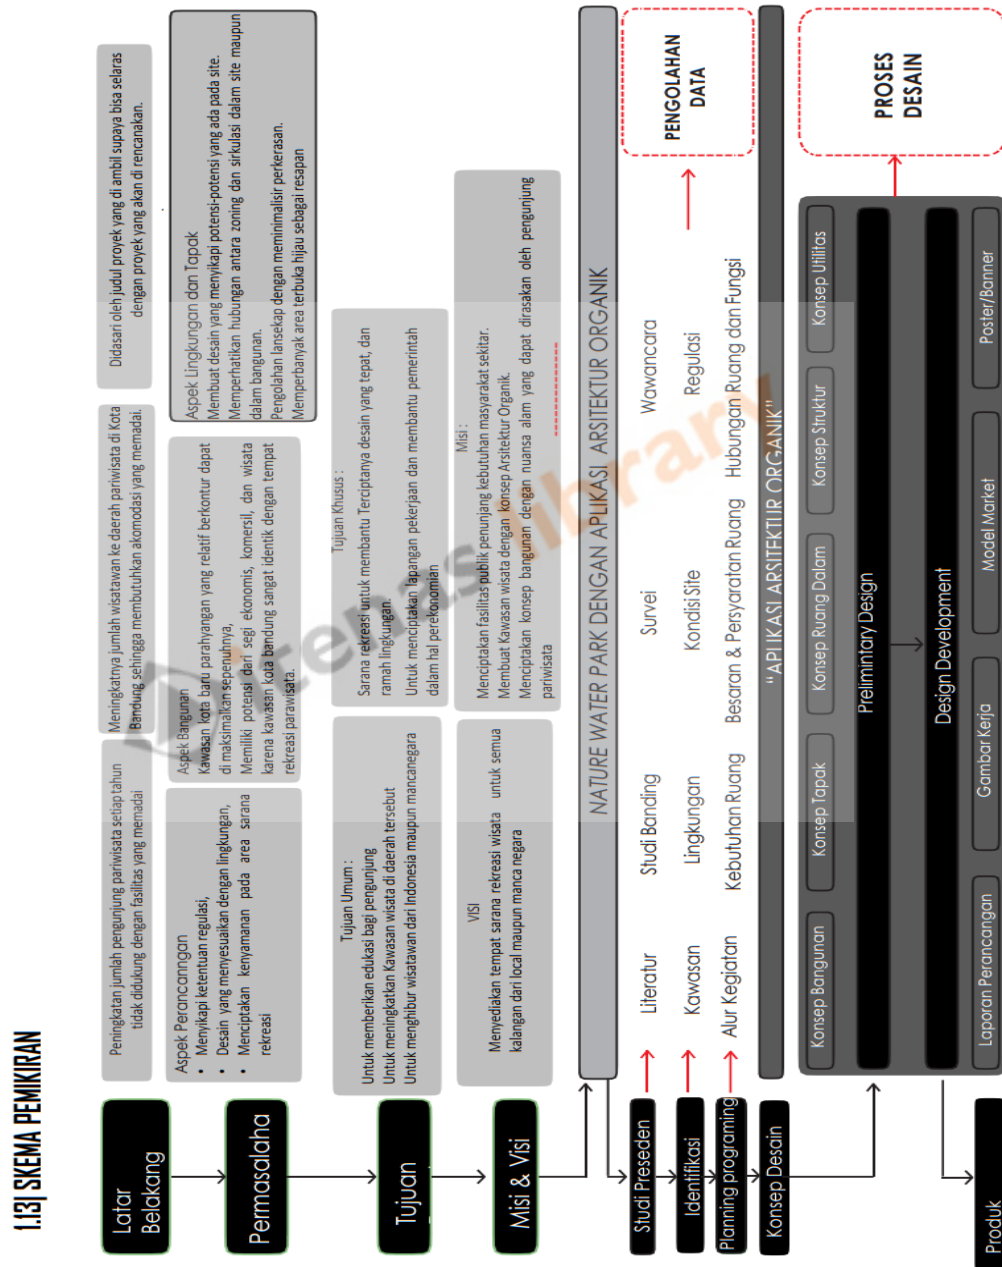 1.13| SKEMA PEMIKIRAN
Latar
Belakang
Peningkatan jumlah pengunjung pariwisata setiap tahun
tidak didukung dengan fasilitas yang memadai
Meningkatnya jumlah wisatawan ke daerah pariwisata di Kota
Bandung sehingga membutuhkan akomodasi yang memadai.
Didasari oleh judul proyek yang di ambil supaya bisa selaras
dengan proyek yang akan di rencanakan.
Permasalaha
Aspek Perancanngan
• Menyikapi ketentuan regulasi,
• Desain yang menyesuaikan dengan lingkungan,
• Menciptakan kenyamanan pada area sarana
rekreasi
Aspek Bangunan
Kawasan kota baru parahyangan yang relatif berkontur dapat
di maksimalkan sepenuhnya,
Memiliki potensi dari segi ekonomis, komersil, dan wisata
karena kawasan kota bandung sangat identik dengan tempat
rekreasi parawisata.
Aspek Lingkungan dan Tapak
Membuat desain yang menyikapi potensi-potensi yang ada pada site.
Memperhatikan hubungan antara zoning dan sirkulasi dalam site maupun
dalam bangunan.
Pengolahan lansekap dengan meminimalisir perkerasan.
Memperbanyak area terbuka hijau sebagai resapan
Tujuan
Tujuan Umum :
Untuk memberikan edukasi bagi pengunjung
Untuk meningkatkan Kawasan wisata di daerah tersebut
Untuk menghibur wisatawan dari Indonesia maupun mancanegara
Tujuan Khusus :
Sarana rekreasi untuk membantu Terciptanya desain yang tepat, dan
ramah lingkungan.
Untuk menciptakan lapangan pekerjaan dan membantu pemerintah
dalam hal perekonomian
Misi & Visi
VISI
Menyediakan tempat sarana rekreasi wisata untuk semua
kalangan dari local maupun manca negara
Misi :
Menciptakan fasilitas publik penunjang kebutuhan masyarakat sekitar.
Membuat Kawasan wisata dengan konsep Arsitektur Organik.
Menciptakan konsep bangunan dengan nuansa alam yang dapat dirasakan oleh pengunjung
pariwisata
NATURE WATER PARK DENGAN APLIKASI ARSITEKTUR ORGANIK
Studi Preseden
Literatur
Studi Banding
Survei
Wawancara
Identifikasi
Kawasan
Lingkungan
Kondisi Site
Regulasi
Planning programing
Alur Kegiatan
Kebutuhan Ruang
Besaran & Persyaratan Ruang
Hubungan Ruang dan Fungsi
PENGOLAHAN
DATA
Konsep Desain
"APLIKASI ARSITEKTUR ORGANIK"
Konsep Bangunan
Konsep Tapak
Konsep Ruang Dalam
Konsep Struktur
Konsep Utilitas
Prelimintary Design
Design Development
PROSES
DESAIN
Produk
Laporan Perancangan
Gambar Kerja
Model Market
Poster/Banner
itenas library